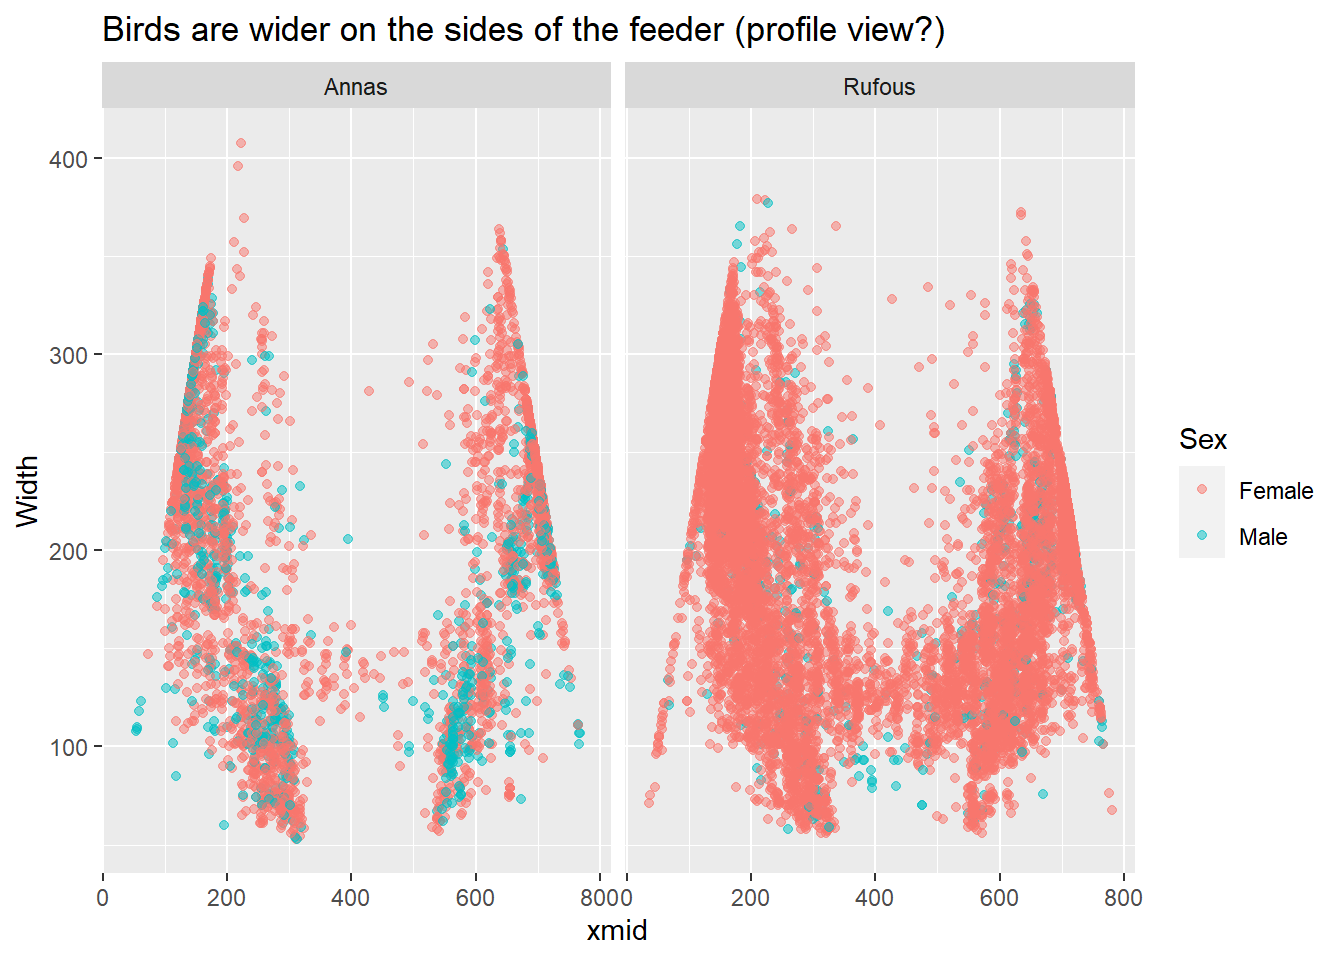 Birds are wider on the sides of the feeder (profile view?)
Annas
Rufous
400
300
200
100
Width
0
200
400
600
800
0
200
400
600
800
xmid
Sex
Female
Male